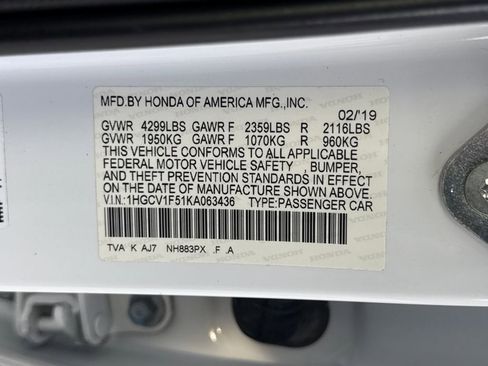 MFD.BY HONDA OF AMERICA MFG.,INC.
02/'19
GVWR 4299LBS GAWR F 2359LBS R 2116LBS
GVWR 1950KG GAWR F 1070KG R 960KG
THIS VEHICLE CONFORMS TO ALL APPLICABLE
FEDERAL MOTOR VEHICLE SAFETY , BUMPER,
AND THEFT PREVENTION STANDARDS IN EFFECT
ON THE DATE OF MANUFACTURE SHOWN ABOVE.
V.I.N.:1HGCV1F51KA063436 TYPE:PASSENGER CAR
TVA K AJ7 NH883PX .F .A